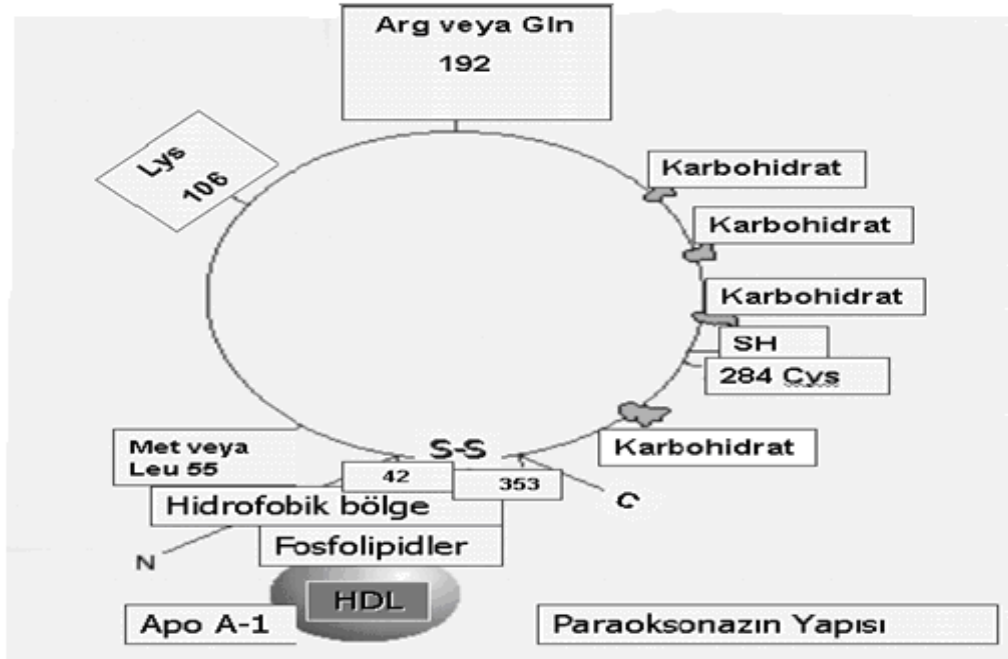 Arg veya Gln
192
Lys
106
Karbohidrat
Karbohidrat
Karbohidrat
SH
284 Cys
Karbohidrat
Met veya
Leu 55
S-S
42
353
C
Hidrofobik bölge
N
Fosfolipidler
HDL
Apo A-1
Paraoksonazın Yapısı